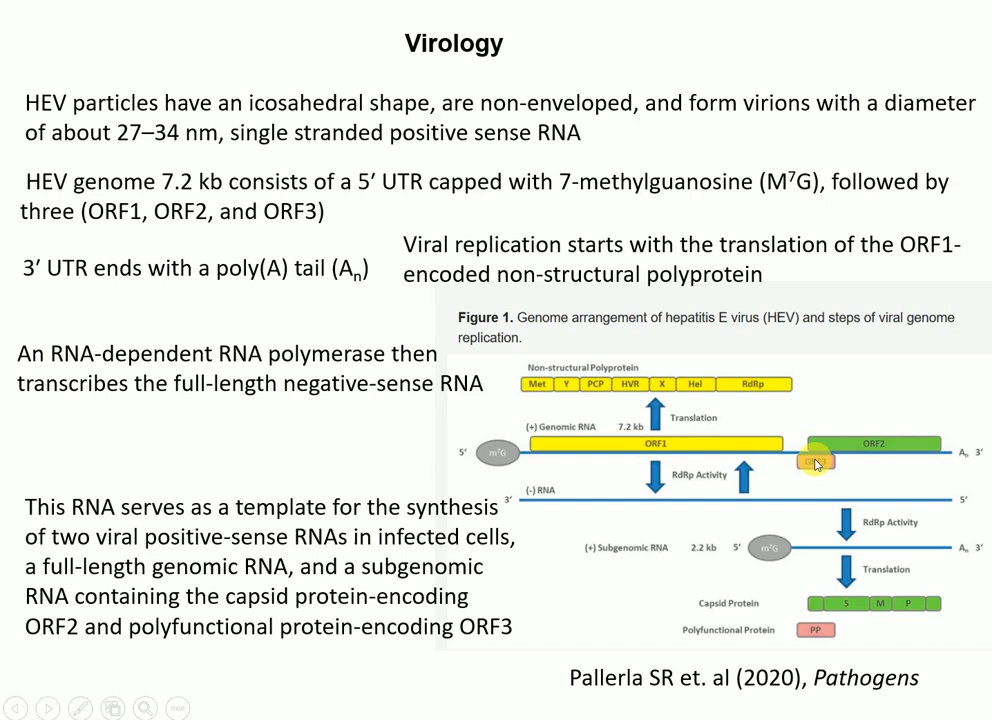 Virology
HEV particles have an icosahedral shape, are non-enveloped, and form virions with a diameter
of about 27–34 nm, single stranded positive sense RNA
HEV genome 7.2 kb consists of a 5′ UTR capped with 7-methylguanosine (M⁷G), followed by
three (ORF1, ORF2, and ORF3)
3′ UTR ends with a poly(A) tail (Aₙ)
Viral replication starts with the translation of the ORF1-
encoded non-structural polyprotein
An RNA-dependent RNA polymerase then
transcribes the full-length negative-sense RNA
This RNA serves as a template for the synthesis
of two viral positive-sense RNAs in infected cells,
a full-length genomic RNA, and a subgenomic
RNA containing the capsid protein-encoding
ORF2 and polyfunctional protein-encoding ORF3
Figure 1. Genome arrangement of hepatitis E virus (HEV) and steps of viral genome
replication.
Non-structural Polyprotein
Met Y PCP HVR X Hel RdRp
Translation
(+) Genomic RNA 7.2 kb
ORF1 ORF2
5′ m⁷G Aₙ 3′
RdRp Activity
(-) RNA
3′ 5′
RdRp Activity
(+) Subgenomic RNA 2.2 kb 5′ m⁷G Aₙ 3′
Translation
Capsid Protein S M P
Polyfunctional Protein PP
Pallerla SR et. al (2020), Pathogens